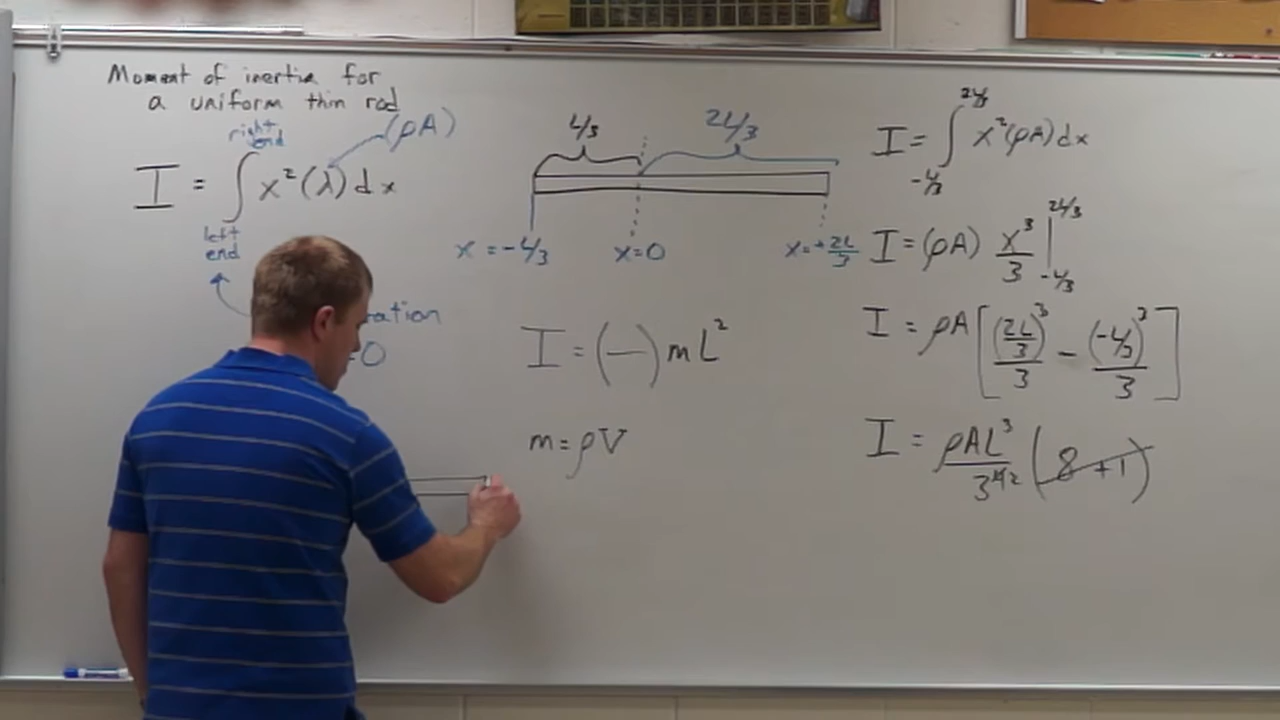 Moment of inertia for
a uniform thin rod
right
end
(ρA)
I = ∫ x²(λ)dx
left
end
=0
L/3
2L/3
x=-L/3
x=0
x=+2L/3
I=( — )mL²
m=ρV
2L/3
I=∫ x²(ρA)dx
-L/3
I=(ρA) x³/3 | 2L/3
-L/3
I = ρA[(2L/3)³/3 - (-L/3)³/3]
I = ρAL³/3⁴² (8+1)